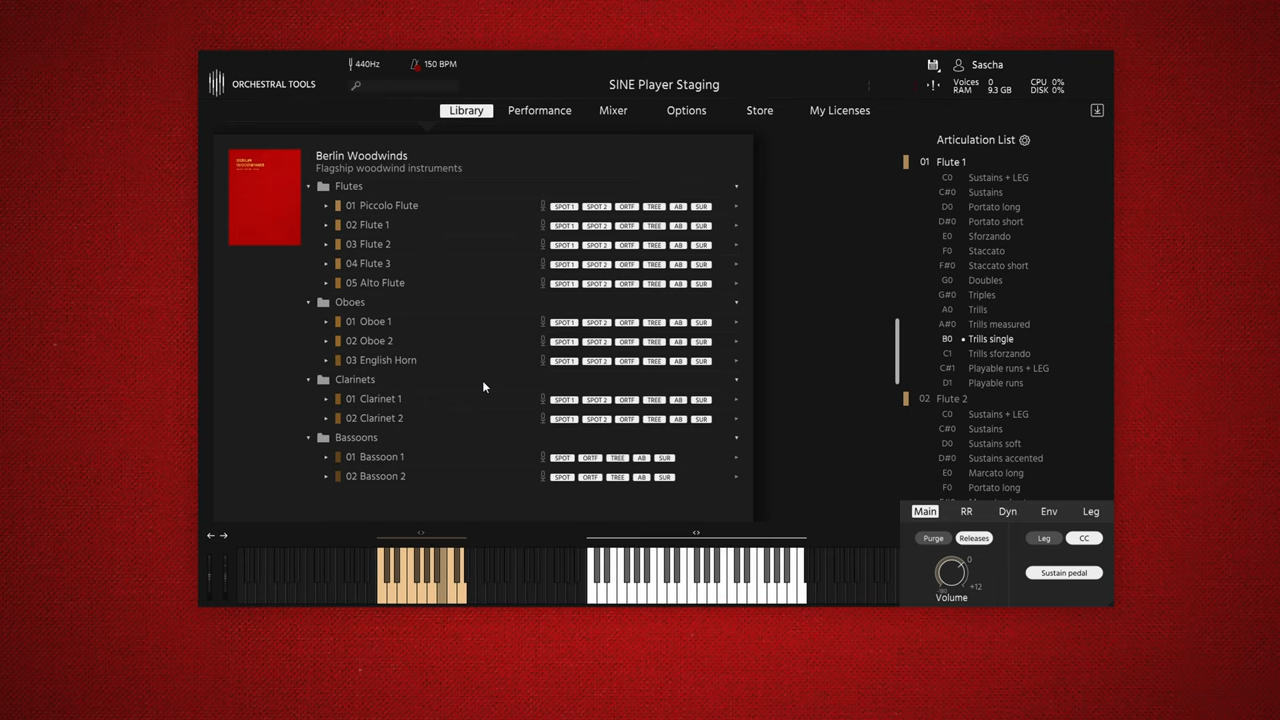 440Hz 150 BPM Sascha
ORCHESTRAL TOOLS SINE Player Staging Voices 0 CPU 0%
RAM 9.3 GB DISK 0%
Library Performance Mixer Options Store My Licenses
Berlin Woodwinds
Flagship woodwind instruments
Flutes
01 Piccolo Flute SPOT 1 SPOT 2 ORTF TREE AB SUR
02 Flute 1 SPOT 1 SPOT 2 ORTF TREE AB SUR
03 Flute 2 SPOT 1 SPOT 2 ORTF TREE AB SUR
04 Flute 3 SPOT 1 SPOT 2 ORTF TREE AB SUR
05 Alto Flute SPOT 1 SPOT 2 ORTF TREE AB SUR
Oboes
01 Oboe 1 SPOT 1 SPOT 2 ORTF TREE AB SUR
02 Oboe 2 SPOT 1 SPOT 2 ORTF TREE AB SUR
03 English Horn SPOT 1 SPOT 2 ORTF TREE AB SUR
Clarinets
01 Clarinet 1 SPOT 1 SPOT 2 ORTF TREE AB SUR
02 Clarinet 2 SPOT 1 SPOT 2 ORTF TREE AB SUR
Bassoons
01 Bassoon 1 SPOT ORTF TREE AB SUR
02 Bassoon 2 SPOT ORTF TREE AB SUR
Articulation List
01 Flute 1
C0 Sustains + LEG
C#0 Sustains
D0 Portato long
D#0 Portato short
E0 Sforzando
F0 Staccato
F#0 Staccato short
G0 Doubles
G#0 Triples
A0 Trills
A#0 Trills measured
B0 Trills single
C1 Trills sforzando
C#1 Playable runs + LEG
D1 Playable runs
02 Flute 2
C0 Sustains + LEG
C#0 Sustains
D0 Sustains soft
D#0 Sustains accented
E0 Marcato long
F0 Portato long
Main RR Dyn Env Leg
Purge Releases Leg CC
0
-180 +12
Volume
Sustain pedal